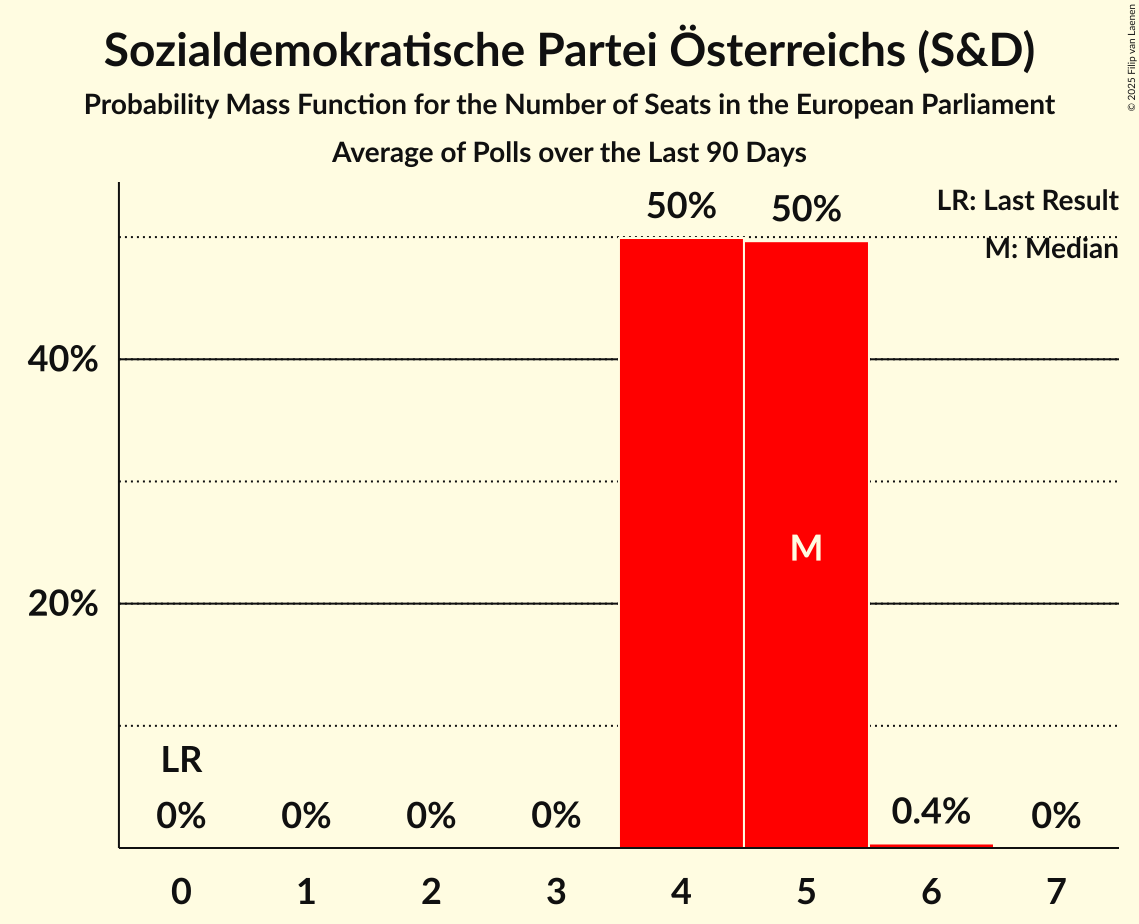 Sozialdemokratische Partei Österreichs (S&D)
Probability Mass Function for the Number of Seats in the European Parliament
Average of Polls over the Last 90 Days
© 2025 Filip van Laenen
LR: Last Result
M: Median
50%
50%
40%
20%
M
LR
0%
0%
0%
0%
0.4%
0%
0
1
2
3
4
5
6
7